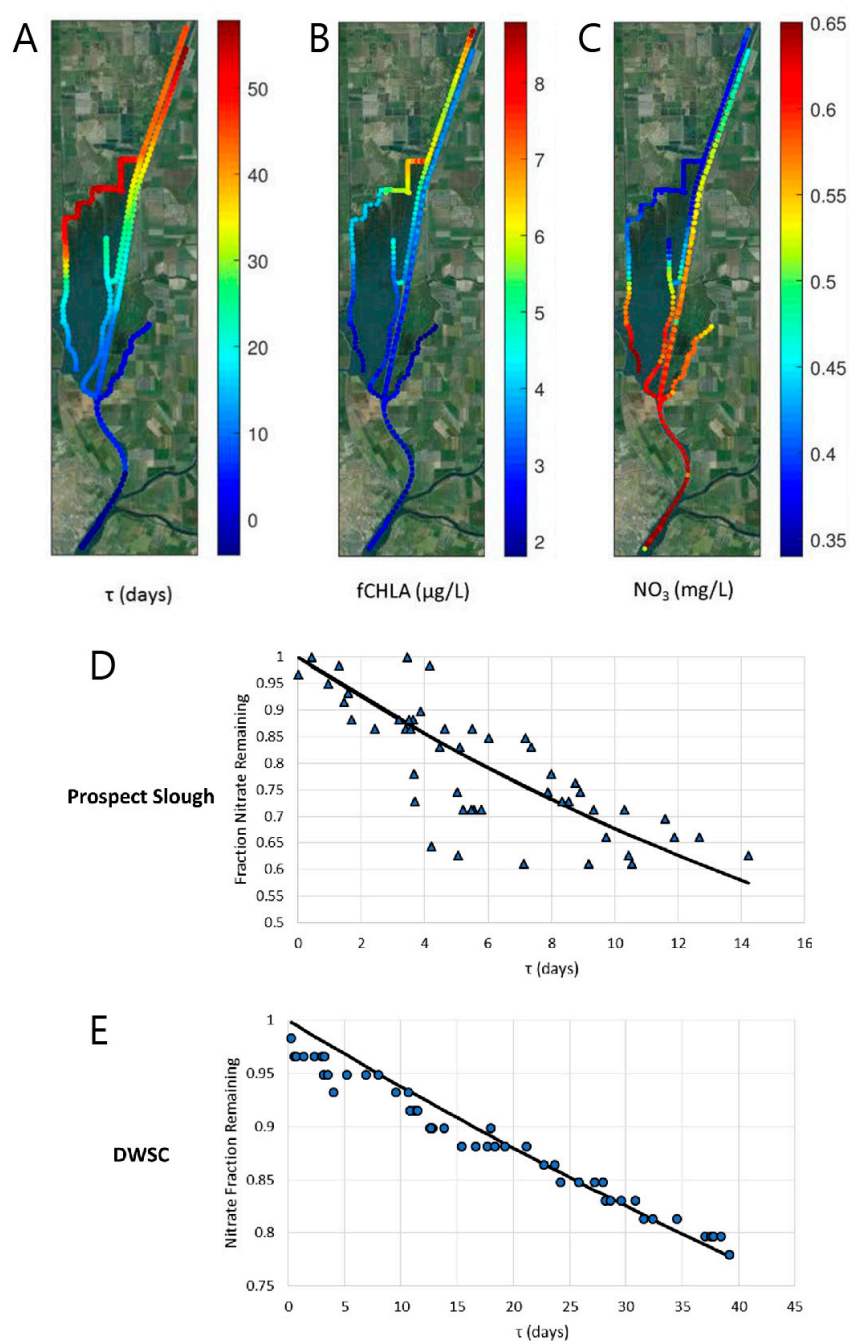 A
B
C
50
40
30
20
10
0
8
7
6
5
4
3
2
0.65
0.6
0.55
0.5
0.45
0.4
0.35
τ (days)
fCHLA (µg/L)
NO₃ (mg/L)
D
Prospect Slough
Fraction Nitrate Remaining
1
0.95
0.9
0.85
0.8
0.75
0.7
0.65
0.6
0.55
0.5
0 2 4 6 8 10 12 14 16
τ (days)
E
DWSC
Nitrate Fraction Remaining
1
0.95
0.9
0.85
0.8
0.75
0 5 10 15 20 25 30 35 40 45
τ (days)